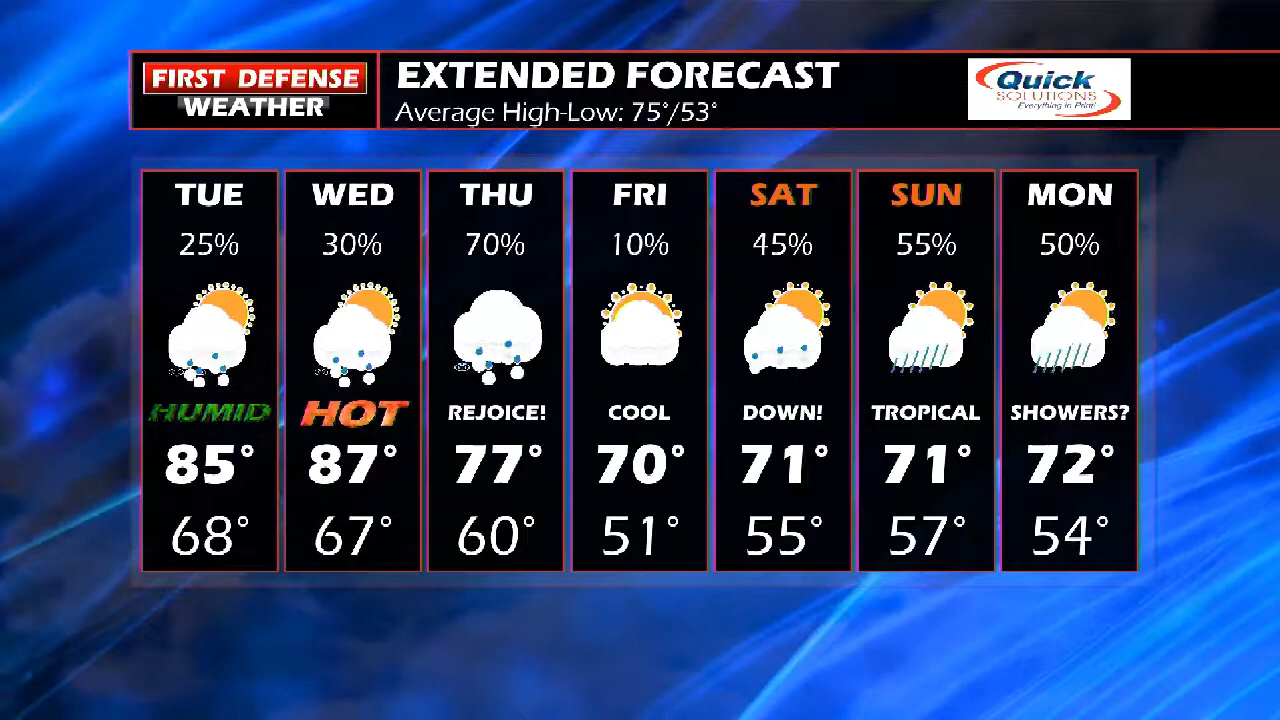 FIRST DEFENSE
WEATHER
EXTENDED FORECAST
Average High-Low: 75°/53°
Quick
SOLUTIONS
Everything in Print!
TUE
25%
HUMID
85°
68°
WED
30%
HOT
87°
67°
THU
70%
REJOICE!
77°
60°
FRI
10%
COOL
70°
51°
SAT
45%
DOWN!
71°
55°
SUN
55%
TROPICAL
71°
57°
MON
50%
SHOWERS?
72°
54°